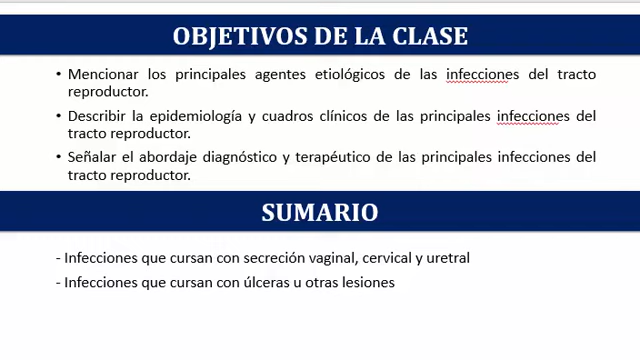 OBJETIVOS DE LA CLASE
• Mencionar los principales agentes etiológicos de las infecciones del tracto
reproductor.
• Describir la epidemiología y cuadros clínicos de las principales infecciones del
tracto reproductor.
• Señalar el abordaje diagnóstico y terapéutico de las principales infecciones del
tracto reproductor.
SUMARIO
- Infecciones que cursan con secreción vaginal, cervical y uretral
- Infecciones que cursan con úlceras u otras lesiones